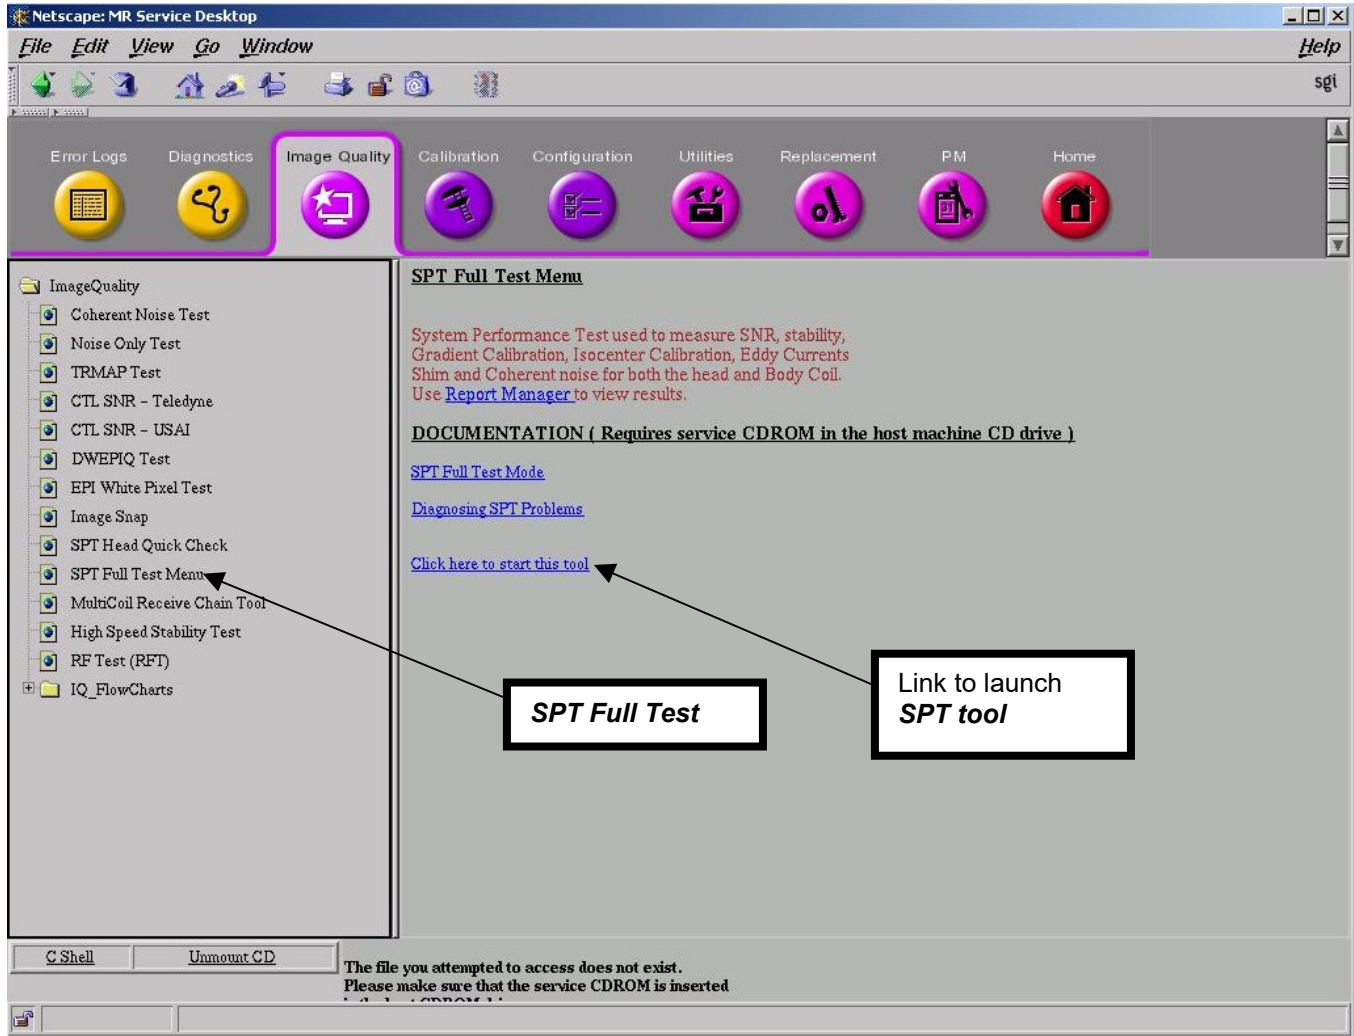 Netscape: MR Service Desktop
File Edit View Go Window Help
sgi
Error Logs Diagnostics Image Quality Calibration Configuration Utilities Replacement PM Home
31
ImageQuality
Coherent Noise Test
Noise Only Test
TRMAP Test
CTL SNR - Teledyne
CTL SNR - USAI
DWEPIQ Test
EPI White Pixel Test
Image Snap
SPT Head Quick Check
SPT Full Test Menu
MultiCoil Receive Chain Tool
High Speed Stability Test
RF Test (RFT)
IQ_FlowCharts
SPT Full Test Menu
System Performance Test used to measure SNR, stability,
Gradient Calibration, Isocenter Calibration, Eddy Currents
Shim and Coherent noise for both the head and Body Coil.
Use Report Manager to view results.
DOCUMENTATION ( Requires service CDROM in the host machine CD drive )
SPT Full Test Mode
Diagnosing SPT Problems
Click here to start this tool
SPT Full Test
Link to launch
SPT tool
C Shell Unmount CD
The file you attempted to access does not exist.
Please make sure that the service CDROM is inserted